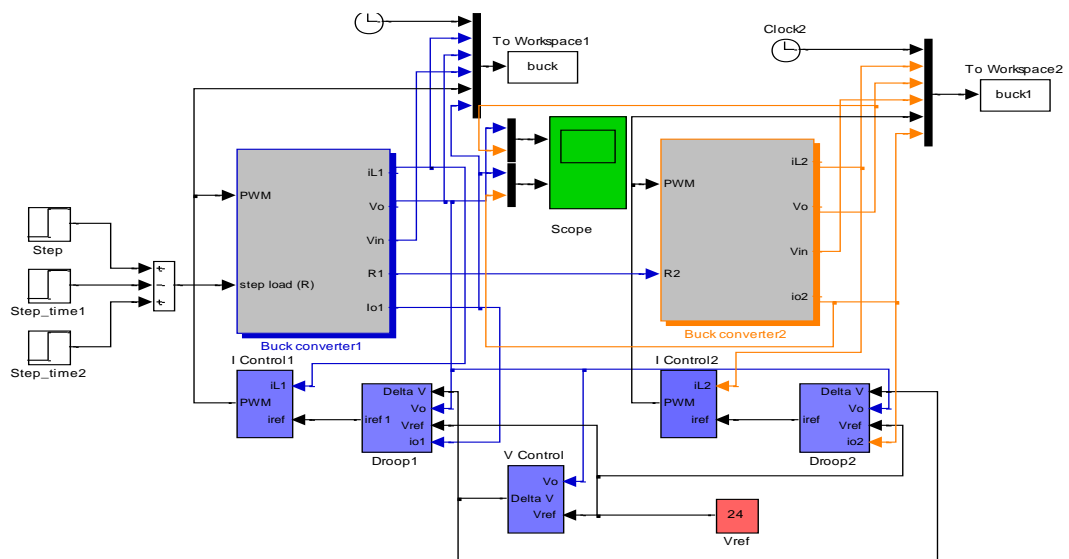 Clock2
To Workspace1
buck
To Workspace2
buck1
iL1
PWM
Vo
Vin
R1
step load (R)
Io1
Buck converter1
Step
Step_time1
Step_time2
+
-
+
Scope
iL2
PWM
Vo
Vin
R2
io2
Buck converter2
I Control1
iL1
PWM
iref
Delta V
Vo
iref 1
Vref
io1
Droop1
I Control2
iL2
PWM
iref
Delta V
Vo
iref
Vref
io2
Droop2
V Control
Vo
Delta V
Vref
24
Vref